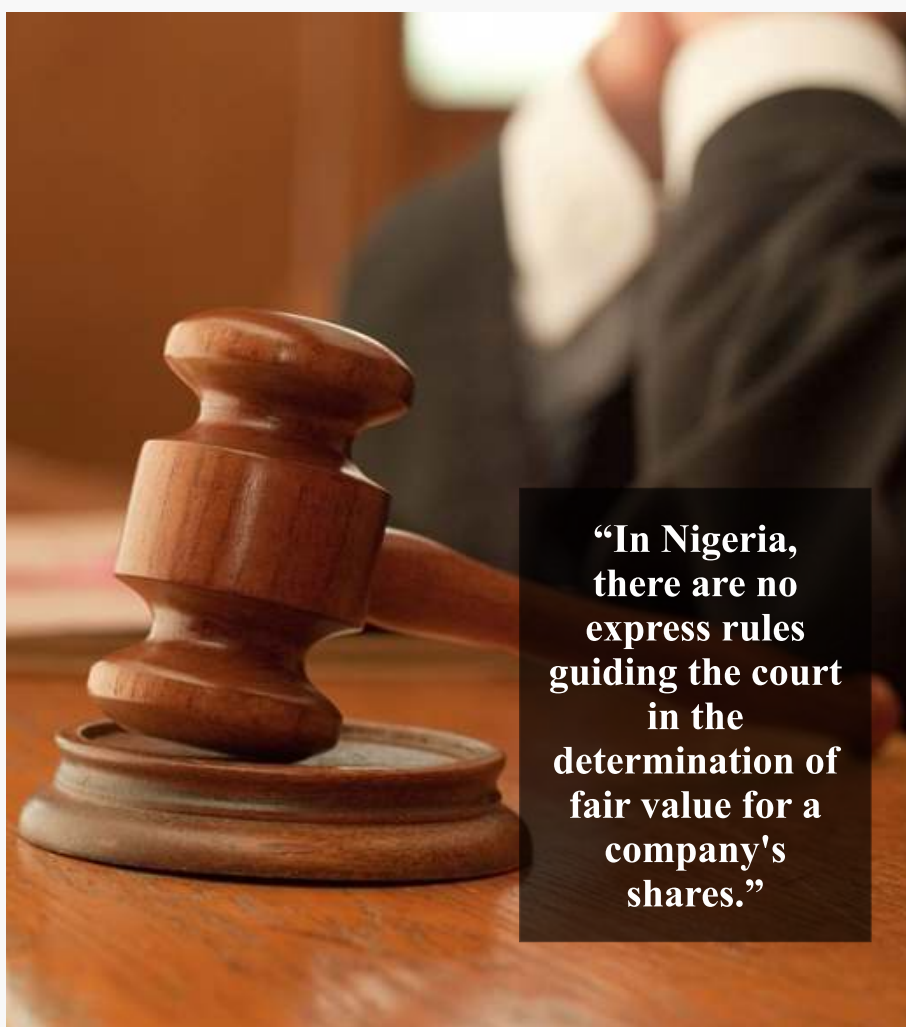 “In Nigeria,
there are no
express rules
guiding the court
in the
determination of
fair value for a
company's
shares.”